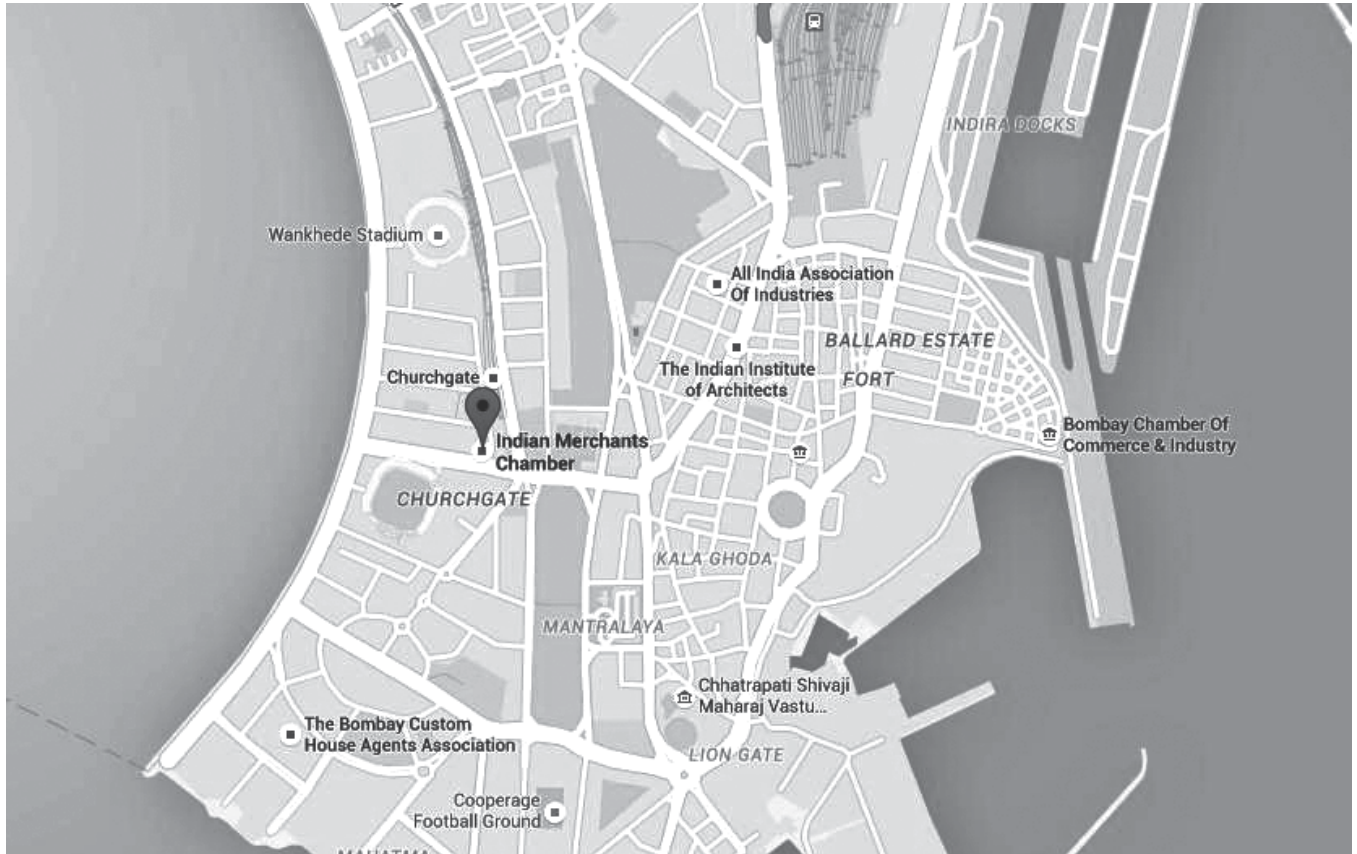 INDIRA DOCKS
Wankhede Stadium
All India Association
Of Industries
BALLARD ESTATE
The Indian Institute
of Architects
FORT
Churchgate
Bombay Chamber Of
Commerce & Industry
Indian Merchants
Chamber
CHURCHGATE
KALA GHODA
MANTRALAYA
Chhatrapati Shivaji
Maharaj Vastu...
The Bombay Custom
House Agents Association
LION GATE
Cooperage
Football Ground
MAHATMA